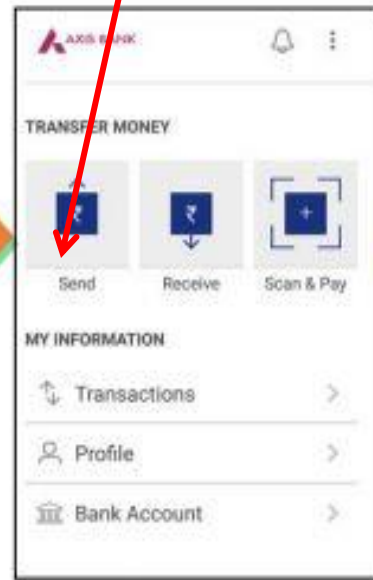 AXIS BANK
TRANSFER MONEY
₹ ₹ +
Send Receive Scan & Pay
MY INFORMATION
Transactions >
Profile >
Bank Account >